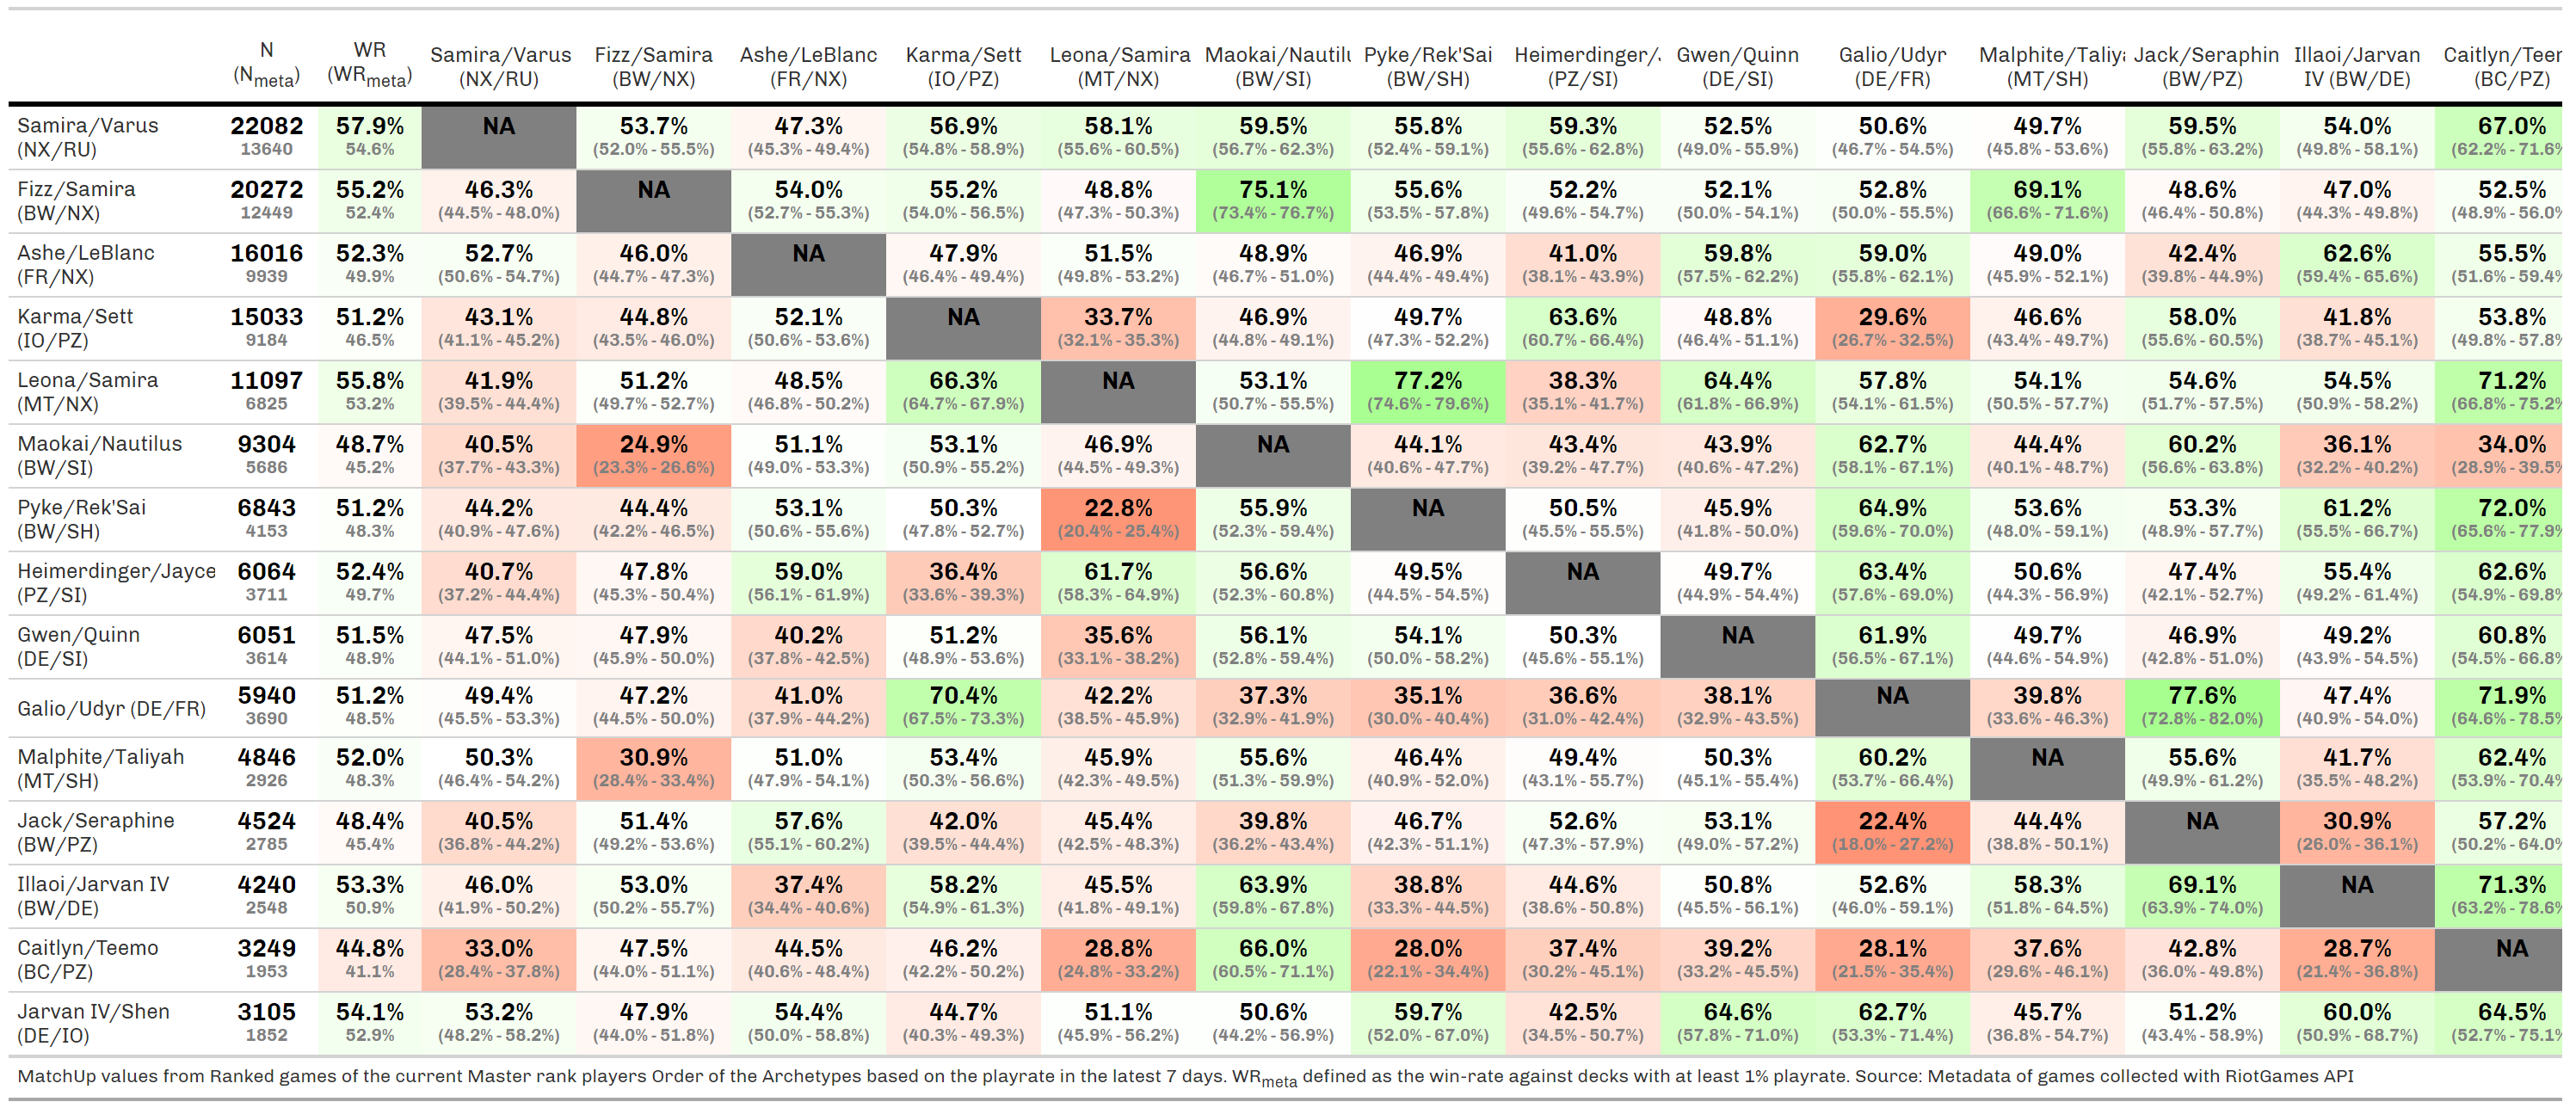 N WR Samira/Varus Fizz/Samira Ashe/LeBlanc Karma/Sett Leona/Samira Maokai/Nautilu Pyke/Rek'Sai Heimerdinger/J Gwen/Quinn Galio/Udyr Malphite/Taliya Jack/Seraphin Illaoi/Jarvan Caitlyn/Teer
(Nmeta) (WRmeta) (NX/RU) (BW/NX) (FR/NX) (IO/PZ) (MT/NX) (BW/SI) (BW/SH) (PZ/SI) (DE/SI) (DE/FR) (MT/SH) (BW/PZ) IV (BW/DE) (BC/PZ)
Samira/Varus 22082 57.9% NA 53.7% 47.3% 56.9% 58.1% 59.5% 55.8% 59.3% 52.5% 50.6% 49.7% 59.5% 54.0% 67.0%
(NX/RU) 13640 54.6% (52.0% - 55.5%) (45.3% - 49.4%) (54.8% - 58.9%) (55.6% - 60.5%) (56.7% - 62.3%) (52.4% - 59.1%) (55.6% - 62.8%) (49.0% - 55.9%) (46.7% - 54.5%) (45.8% - 53.6%) (55.8% - 63.2%) (49.8% - 58.1%) (62.2% - 71.6%
Fizz/Samira 20272 55.2% 46.3% NA 54.0% 55.2% 48.8% 75.1% 55.6% 52.2% 52.1% 52.8% 69.1% 48.6% 47.0% 52.5%
(BW/NX) 12449 52.4% (44.5% - 48.0%) (52.7% - 55.3%) (54.0% - 56.5%) (47.3% - 50.3%) (73.4% - 76.7%) (53.5% - 57.8%) (49.6% - 54.7%) (50.0% - 54.1%) (50.0% - 55.5%) (66.6% - 71.6%) (46.4% - 50.8%) (44.3% - 49.8%) (48.9% - 56.0%
Ashe/LeBlanc 16016 52.3% 52.7% 46.0% NA 47.9% 51.5% 48.9% 46.9% 41.0% 59.8% 59.0% 49.0% 42.4% 62.6% 55.5%
(FR/NX) 9939 49.9% (50.6% - 54.7%) (44.7% - 47.3%) (46.4% - 49.4%) (49.8% - 53.2%) (46.7% - 51.0%) (44.4% - 49.4%) (38.1% - 43.9%) (57.5% - 62.2%) (55.8% - 62.1%) (45.9% - 52.1%) (39.8% - 44.9%) (59.4% - 65.6%) (51.6% - 59.4%
Karma/Sett 15033 51.2% 43.1% 44.8% 52.1% NA 33.7% 46.9% 49.7% 63.6% 48.8% 29.6% 46.6% 58.0% 41.8% 53.8%
(IO/PZ) 9184 46.5% (41.1% - 45.2%) (43.5% - 46.0%) (50.6% - 53.6%) (32.1% - 35.3%) (44.8% - 49.1%) (47.3% - 52.2%) (60.7% - 66.4%) (46.4% - 51.1%) (26.7% - 32.5%) (43.4% - 49.7%) (55.6% - 60.5%) (38.7% - 45.1%) (49.8% - 57.8%
Leona/Samira 11097 55.8% 41.9% 51.2% 48.5% 66.3% NA 53.1% 77.2% 38.3% 64.4% 57.8% 54.1% 54.6% 54.5% 71.2%
(MT/NX) 6825 53.2% (39.5% - 44.4%) (49.7% - 52.7%) (46.8% - 50.2%) (64.7% - 67.9%) (50.7% - 55.5%) (74.6% - 79.6%) (35.1% - 41.7%) (61.8% - 66.9%) (54.1% - 61.5%) (50.5% - 57.7%) (51.7% - 57.5%) (50.9% - 58.2%) (66.8% - 75.2%
Maokai/Nautilus 9304 48.7% 40.5% 24.9% 51.1% 53.1% 46.9% NA 44.1% 43.4% 43.9% 62.7% 44.4% 60.2% 36.1% 34.0%
(BW/SI) 5686 45.2% (37.7% - 43.3%) (23.3% - 26.6%) (49.0% - 53.3%) (50.9% - 55.2%) (44.5% - 49.3%) (40.6% - 47.7%) (39.2% - 47.7%) (40.6% - 47.2%) (58.1% - 67.1%) (40.1% - 48.7%) (56.6% - 63.8%) (32.2% - 40.2%) (28.9% - 39.5%
Pyke/Rek'Sai 6843 51.2% 44.2% 44.4% 53.1% 50.3% 22.8% 55.9% NA 50.5% 45.9% 64.9% 53.6% 53.3% 61.2% 72.0%
(BW/SH) 4153 48.3% (40.9% - 47.6%) (42.2% - 46.5%) (50.6% - 55.6%) (47.8% - 52.7%) (20.4% - 25.4%) (52.3% - 59.4%) (45.5% - 55.5%) (41.8% - 50.0%) (59.6% - 70.0%) (48.0% - 59.1%) (48.9% - 57.7%) (55.5% - 66.7%) (65.6% - 77.9%
Heimerdinger/Jayce 6064 52.4% 40.7% 47.8% 59.0% 36.4% 61.7% 56.6% 49.5% NA 49.7% 63.4% 50.6% 47.4% 55.4% 62.6%
(PZ/SI) 3711 49.7% (37.2% - 44.4%) (45.3% - 50.4%) (56.1% - 61.9%) (33.6% - 39.3%) (58.3% - 64.9%) (52.3% - 60.8%) (44.5% - 54.5%) (44.9% - 54.4%) (57.6% - 69.0%) (44.3% - 56.9%) (42.1% - 52.7%) (49.2% - 61.4%) (54.9% - 69.8%
Gwen/Quinn 6051 51.5% 47.5% 47.9% 40.2% 51.2% 35.6% 56.1% 54.1% 50.3% NA 61.9% 49.7% 46.9% 49.2% 60.8%
(DE/SI) 3614 48.9% (44.1% - 51.0%) (45.9% - 50.0%) (37.8% - 42.5%) (48.9% - 53.6%) (33.1% - 38.2%) (52.8% - 59.4%) (50.0% - 58.2%) (45.6% - 55.1%) (56.5% - 67.1%) (44.6% - 54.9%) (42.8% - 51.0%) (43.9% - 54.5%) (54.5% - 66.8%
Galio/Udyr (DE/FR) 5940 51.2% 49.4% 47.2% 41.0% 70.4% 42.2% 37.3% 35.1% 36.6% 38.1% NA 39.8% 77.6% 47.4% 71.9%
3690 48.5% (45.5% - 53.3%) (44.5% - 50.0%) (37.9% - 44.2%) (67.5% - 73.3%) (38.5% - 45.9%) (32.9% - 41.9%) (30.0% - 40.4%) (31.0% - 42.4%) (32.9% - 43.5%) (33.6% - 46.3%) (72.8% - 82.0%) (40.9% - 54.0%) (64.6% - 78.5%
Malphite/Taliyah 4846 52.0% 50.3% 30.9% 51.0% 53.4% 45.9% 55.6% 46.4% 49.4% 50.3% 60.2% NA 55.6% 41.7% 62.4%
(MT/SH) 2926 48.3% (46.4% - 54.2%) (28.4% - 33.4%) (47.9% - 54.1%) (50.3% - 56.6%) (42.3% - 49.5%) (51.3% - 59.9%) (40.9% - 52.0%) (43.1% - 55.7%) (45.1% - 55.4%) (53.7% - 66.4%) (49.9% - 61.2%) (35.5% - 48.2%) (53.9% - 70.4%
Jack/Seraphine 4524 48.4% 40.5% 51.4% 57.6% 42.0% 45.4% 39.8% 46.7% 52.6% 53.1% 22.4% 44.4% NA 30.9% 57.2%
(BW/PZ) 2785 45.4% (36.8% - 44.2%) (49.2% - 53.6%) (55.1% - 60.2%) (39.5% - 44.4%) (42.5% - 48.3%) (36.2% - 43.4%) (42.3% - 51.1%) (47.3% - 57.9%) (49.0% - 57.2%) (18.0% - 27.2%) (38.8% - 50.1%) (26.0% - 36.1%) (50.2% - 64.0%
Illaoi/Jarvan IV 4240 53.3% 46.0% 53.0% 37.4% 58.2% 45.5% 63.9% 38.8% 44.6% 50.8% 52.6% 58.3% 69.1% NA 71.3%
(BW/DE) 2548 50.9% (41.9% - 50.2%) (50.2% - 55.7%) (34.4% - 40.6%) (54.9% - 61.3%) (41.8% - 49.1%) (59.8% - 67.8%) (33.3% - 44.5%) (38.6% - 50.8%) (45.5% - 56.1%) (46.0% - 59.1%) (51.8% - 64.5%) (63.9% - 74.0%) (63.2% - 78.6%
Caitlyn/Teemo 3249 44.8% 33.0% 47.5% 44.5% 46.2% 28.8% 66.0% 28.0% 37.4% 39.2% 28.1% 37.6% 42.8% 28.7% NA
(BC/PZ) 1953 41.1% (28.4% - 37.8%) (44.0% - 51.1%) (40.6% - 48.4%) (42.2% - 50.2%) (24.8% - 33.2%) (60.5% - 71.1%) (22.1% - 34.4%) (30.2% - 45.1%) (33.2% - 45.5%) (21.5% - 35.4%) (29.6% - 46.1%) (36.0% - 49.8%) (21.4% - 36.8%)
Jarvan IV/Shen 3105 54.1% 53.2% 47.9% 54.4% 44.7% 51.1% 50.6% 59.7% 42.5% 64.6% 62.7% 45.7% 51.2% 60.0% 64.5%
(DE/IO) 1852 52.9% (48.2% - 58.2%) (44.0% - 51.8%) (50.0% - 58.8%) (40.3% - 49.3%) (45.9% - 56.2%) (44.2% - 56.9%) (52.0% - 67.0%) (34.5% - 50.7%) (57.8% - 71.0%) (53.3% - 71.4%) (36.8% - 54.7%) (43.4% - 58.9%) (50.9% - 68.7%) (52.7% - 75.1%
MatchUp values from Ranked games of the current Master rank players Order of the Archetypes based on the playrate in the latest 7 days. WRmeta defined as the win-rate against decks with at least 1% playrate. Source: Metadata of games collected with RiotGames API